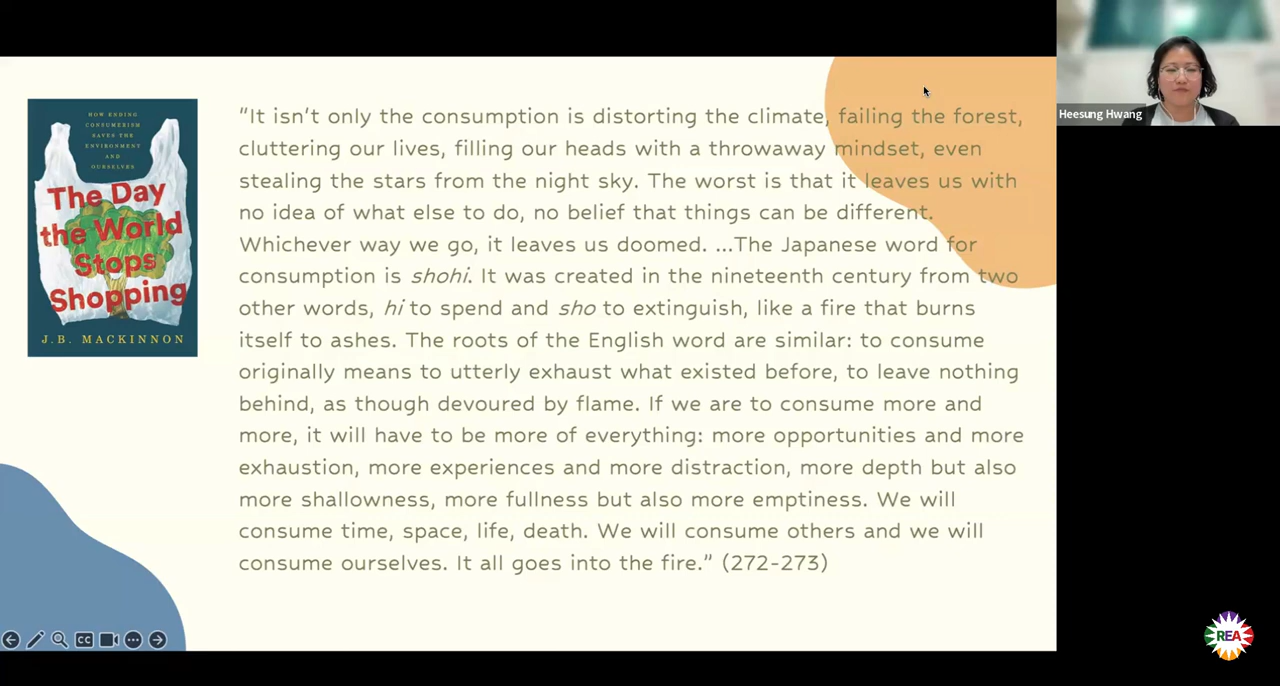 HOW ENDING
CONSUMERISM
SAVES THE
ENVIRONMENT
AND
OURSELVES
The Day
the World
Stops
Shopping
J.B. MACKINNON
“It isn’t only the consumption is distorting the climate, failing the forest,
cluttering our lives, filling our heads with a throwaway mindset, even
stealing the stars from the night sky. The worst is that it leaves us with
no idea of what else to do, no belief that things can be different.
Whichever way we go, it leaves us doomed. ...The Japanese word for
consumption is shohi. It was created in the nineteenth century from two
other words, hi to spend and sho to extinguish, like a fire that burns
itself to ashes. The roots of the English word are similar: to consume
originally means to utterly exhaust what existed before, to leave nothing
behind, as though devoured by flame. If we are to consume more and
more, it will have to be more of everything: more opportunities and more
exhaustion, more experiences and more distraction, more depth but also
more shallowness, more fullness but also more emptiness. We will
consume time, space, life, death. We will consume others and we will
consume ourselves. It all goes into the fire.” (272-273)
Heesung Hwang
CC
REA